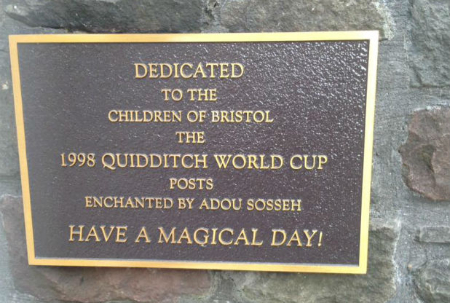 DEDICATED
TO THE
CHILDREN OF BRISTOL
THE
1998 QUIDDITCH WORLD CUP
POSTS
ENCHANTED BY ADOU SOSSEH
HAVE A MAGICAL DAY!